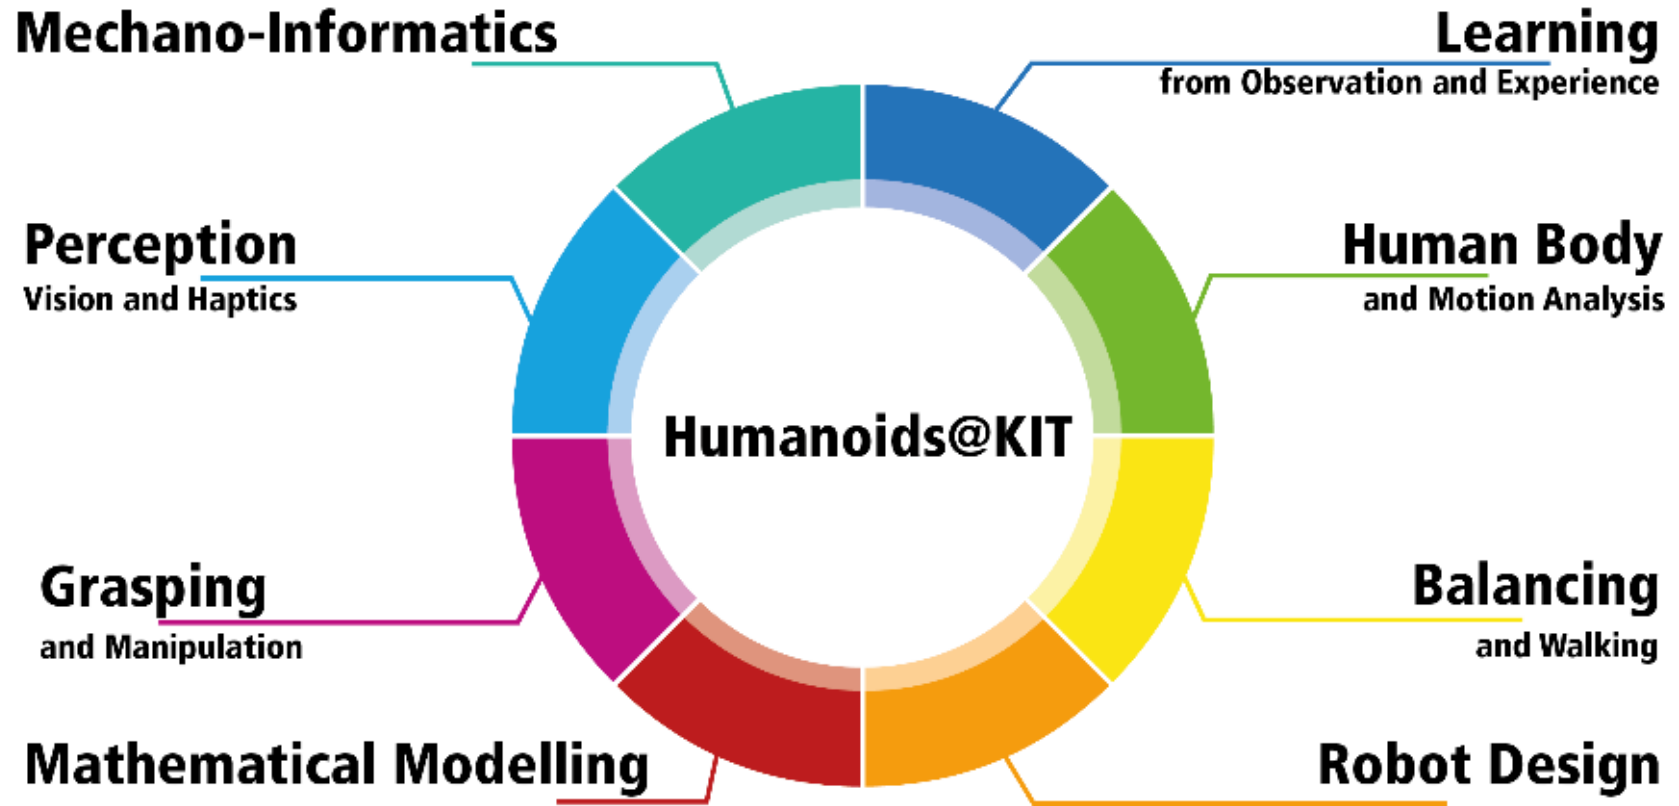 Mechano-Informatics
Learning
from Observation and Experience
Perception
Vision and Haptics
Human Body
and Motion Analysis
Humanoids@KIT
Grasping
and Manipulation
Balancing
and Walking
Mathematical Modelling
Robot Design